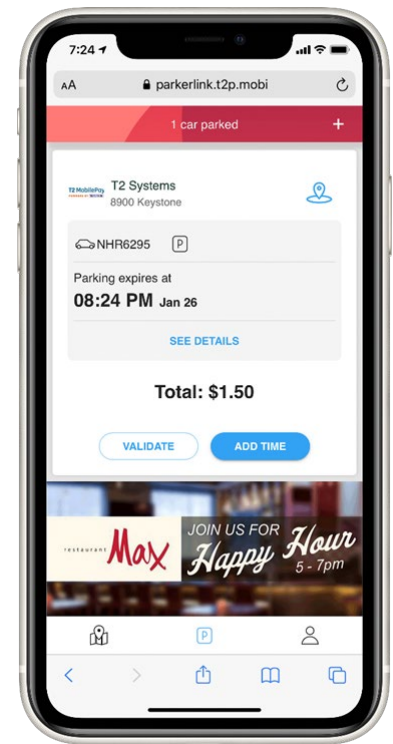 7:24
AA parkerlink.t2p.mobi
1 car parked +
T2 MobilePay T2 Systems
8900 Keystone
NHR6295 P
Parking expires at
08:24 PM Jan 26
SEE DETAILS
Total: $1.50
VALIDATE ADD TIME
restaurant Max JOIN US FOR
Happy Hour
5 - 7pm
P